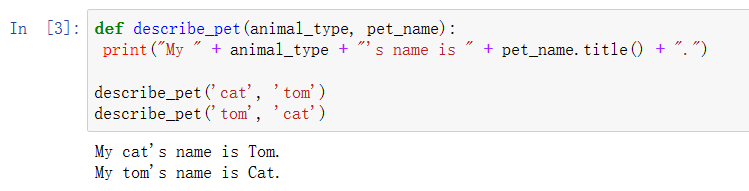 In [3]: def describe_pet(animal_type, pet_name):
 print("My " + animal_type + "'s name is " + pet_name.title() + ".")
describe_pet('cat', 'tom')
describe_pet('tom', 'cat')
My cat's name is Tom.
My tom's name is Cat.